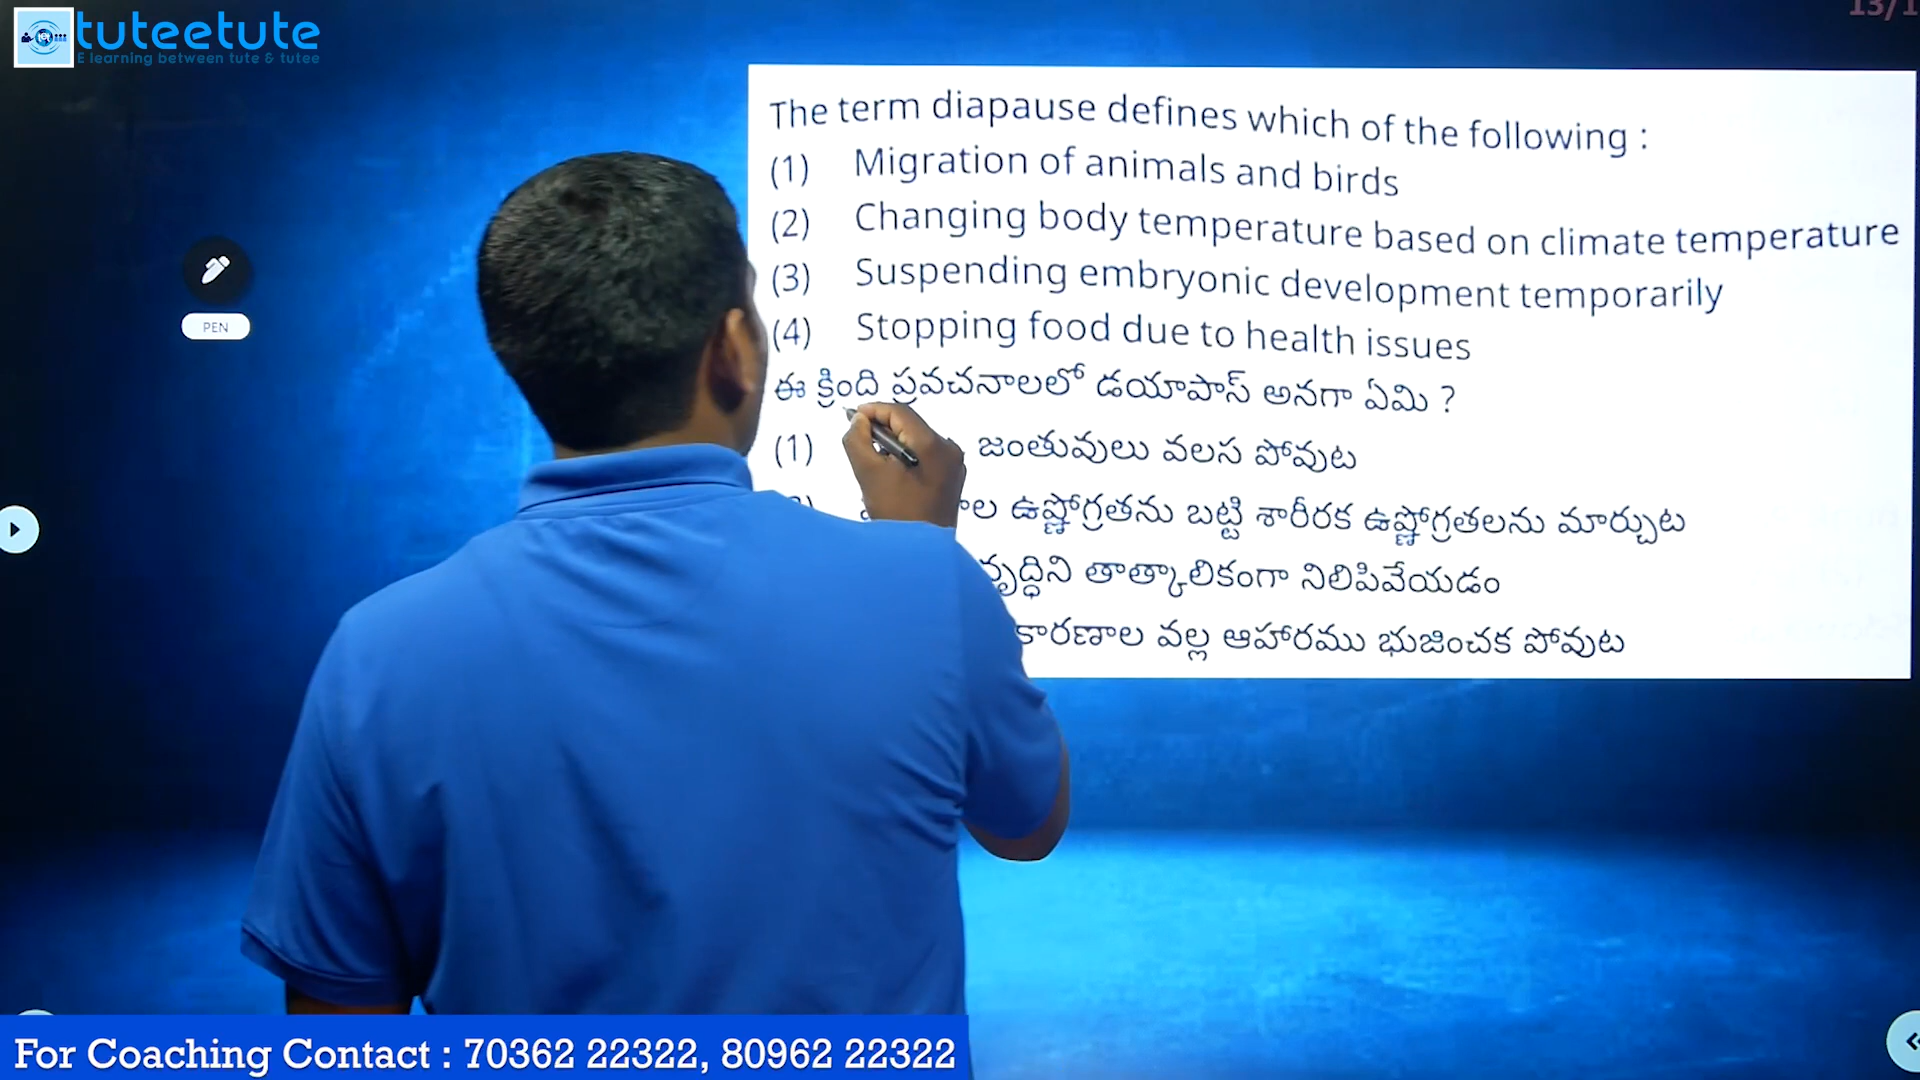 tuteetute
E learning between tute & tutee
13/1
The term diapause defines which of the following :
(1) Migration of animals and birds
(2) Changing body temperature based on climate temperature
(3) Suspending embryonic development temporarily
(4) Stopping food due to health issues
ఈ క్రింది ప్రవచనాలలో డయాపాస్ అనగా ఏమి ?
(1) జంతువులు వలస పోవుట
ఉష్ణోగ్రతను బట్టి శారీరక ఉష్ణోగ్రతలను మార్చుట
తాత్కాలికంగా నిలిపివేయడం
కారణాల వల్ల ఆహారము భుజించక పోవుట
PEN
For Coaching Contact : 70362 22322, 80962 22322